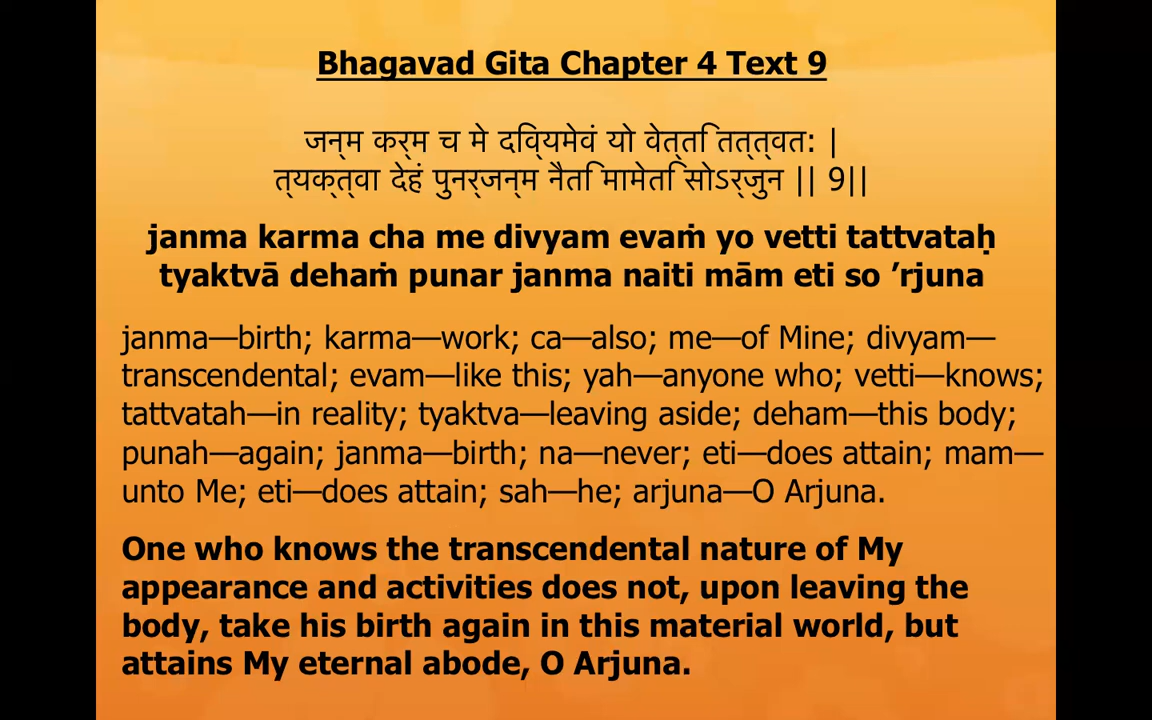 Bhagavad Gita Chapter 4 Text 9
जन्म कर्म च मे दिव्यमेवं यो वेत्ति तत्त्वत: |
त्यक्त्वा देहं पुनर्जन्म नैति मामेति सोऽर्जुन || 9||
janma karma cha me divyam evaṁ yo vetti tattvataḥ
tyaktvā dehaṁ punar janma naiti mām eti so ’rjuna
janma—birth; karma—work; ca—also; me—of Mine; divyam—
transcendental; evam—like this; yah—anyone who; vetti—knows;
tattvatah—in reality; tyaktva—leaving aside; deham—this body;
punah—again; janma—birth; na—never; eti—does attain; mam—
unto Me; eti—does attain; sah—he; arjuna—O Arjuna.
One who knows the transcendental nature of My
appearance and activities does not, upon leaving the
body, take his birth again in this material world, but
attains My eternal abode, O Arjuna.